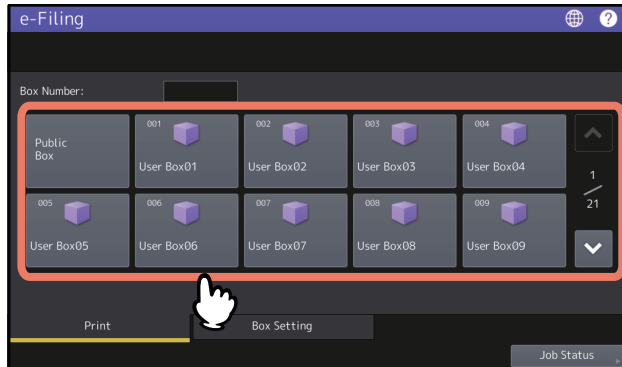 e-Filing
?
Box Number:
Public
Box
001
User Box01
002
User Box02
003
User Box03
004
User Box04
1
21
005
User Box05
006
User Box06
007
User Box07
008
User Box08
009
User Box09
Print
Box Setting
Job Status